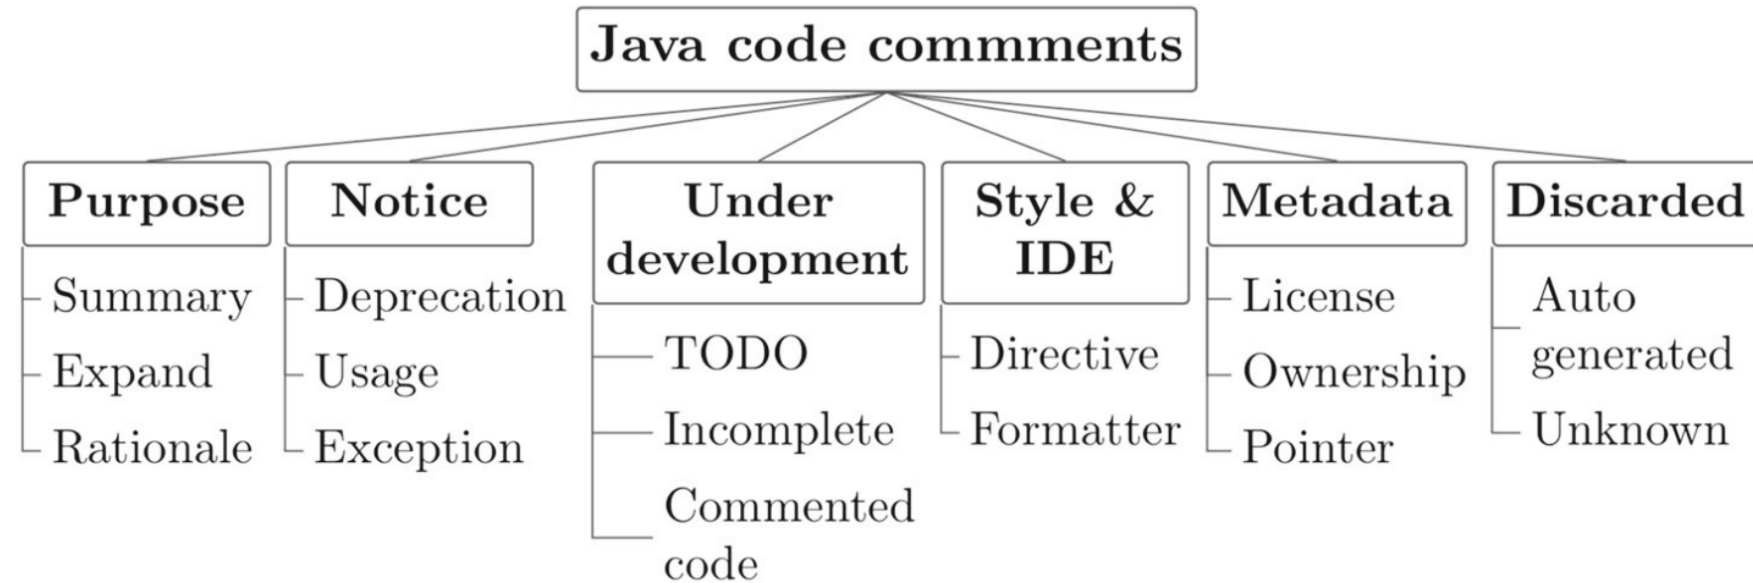 Java code commments
Purpose
Summary
Expand
Rationale
Notice
Deprecation
Usage
Exception
Under
development
TODO
Incomplete
Commented
code
Style &
IDE
Directive
Formatter
Metadata
License
Ownership
Pointer
Discarded
Auto
generated
Unknown